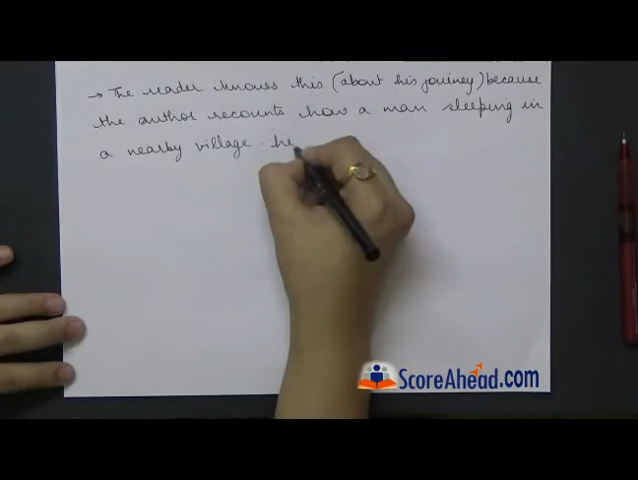 → The reader knows this (about his journey) because
the author recounts how a man sleeping in
a nearby village. he
ScoreAhead.com